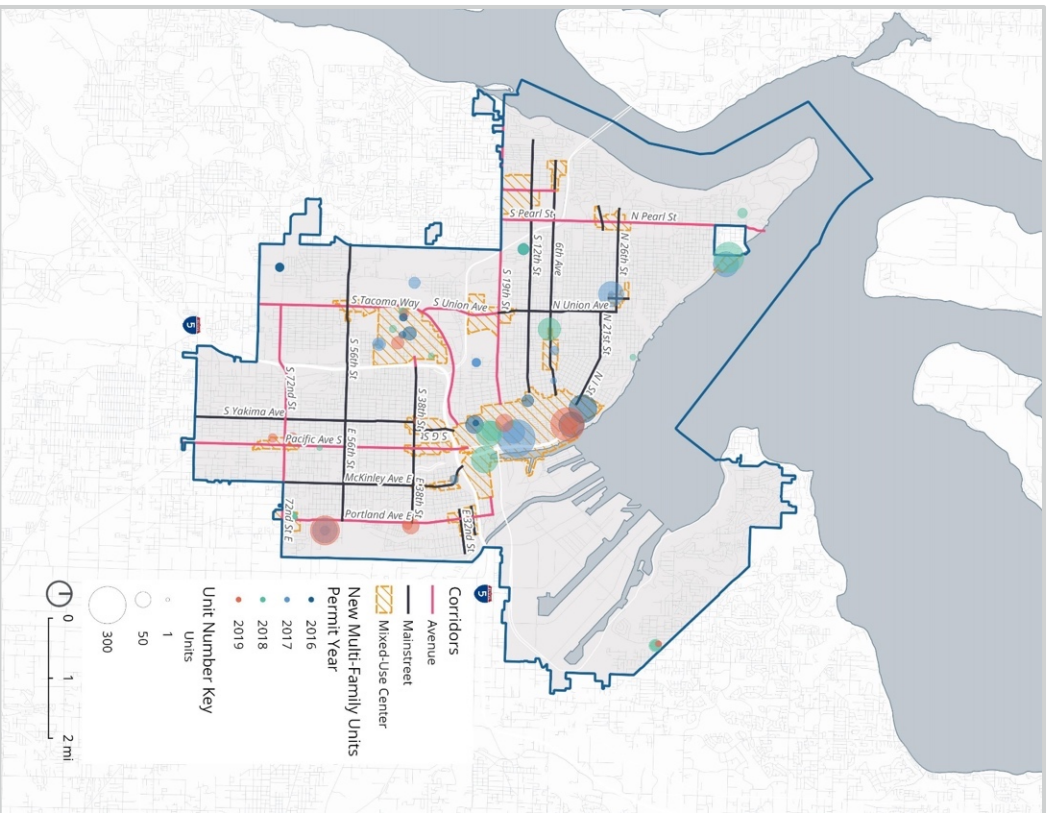 N Pearl St
S Pearl St
N 26th St
6th Ave
S 12th St
S 19th St
N Union Ave
S Union Ave
S Tacoma Way
N 21st St
N I St
S 56th St
S 72nd St
S 38th St
S G St
S Yakima Ave
Pacific Ave S
E 56th St
McKinley Ave E
E 38th St
Portland Ave E
72nd St E
E 32nd St
5
5
Corridors
Avenue
Mainstreet
Mixed-Use Center
New Multi-Family Units
Permit Year
2016
2017
2018
2019
Unit Number Key
Units
1
50
300
0 1 2 mi